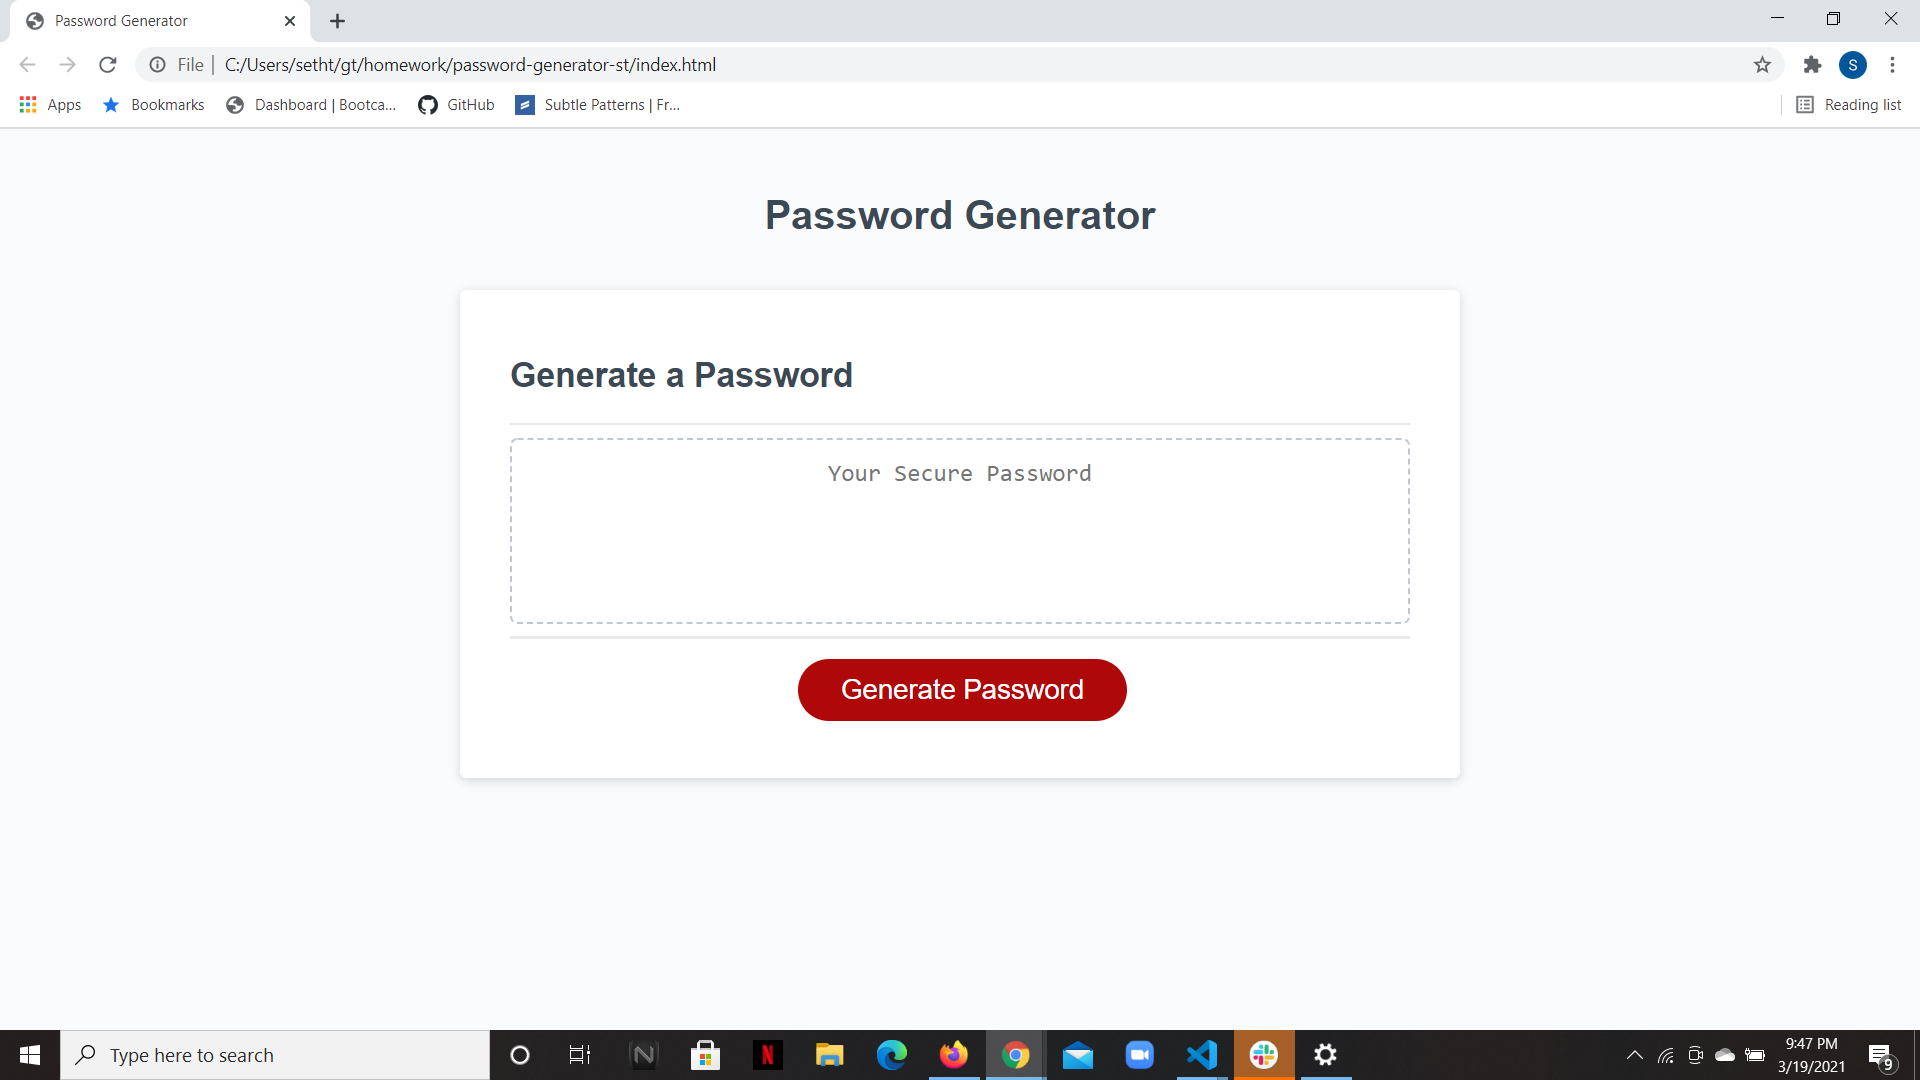 Password Generator
File | C:/Users/setht/gt/homework/password-generator-st/index.html
S
Apps Bookmarks Dashboard | Bootca... GitHub Subtle Patterns | Fr... Reading list
Password Generator
Generate a Password
Your Secure Password
Generate Password
Type here to search
N
N
9:47 PM
3/19/2021
9